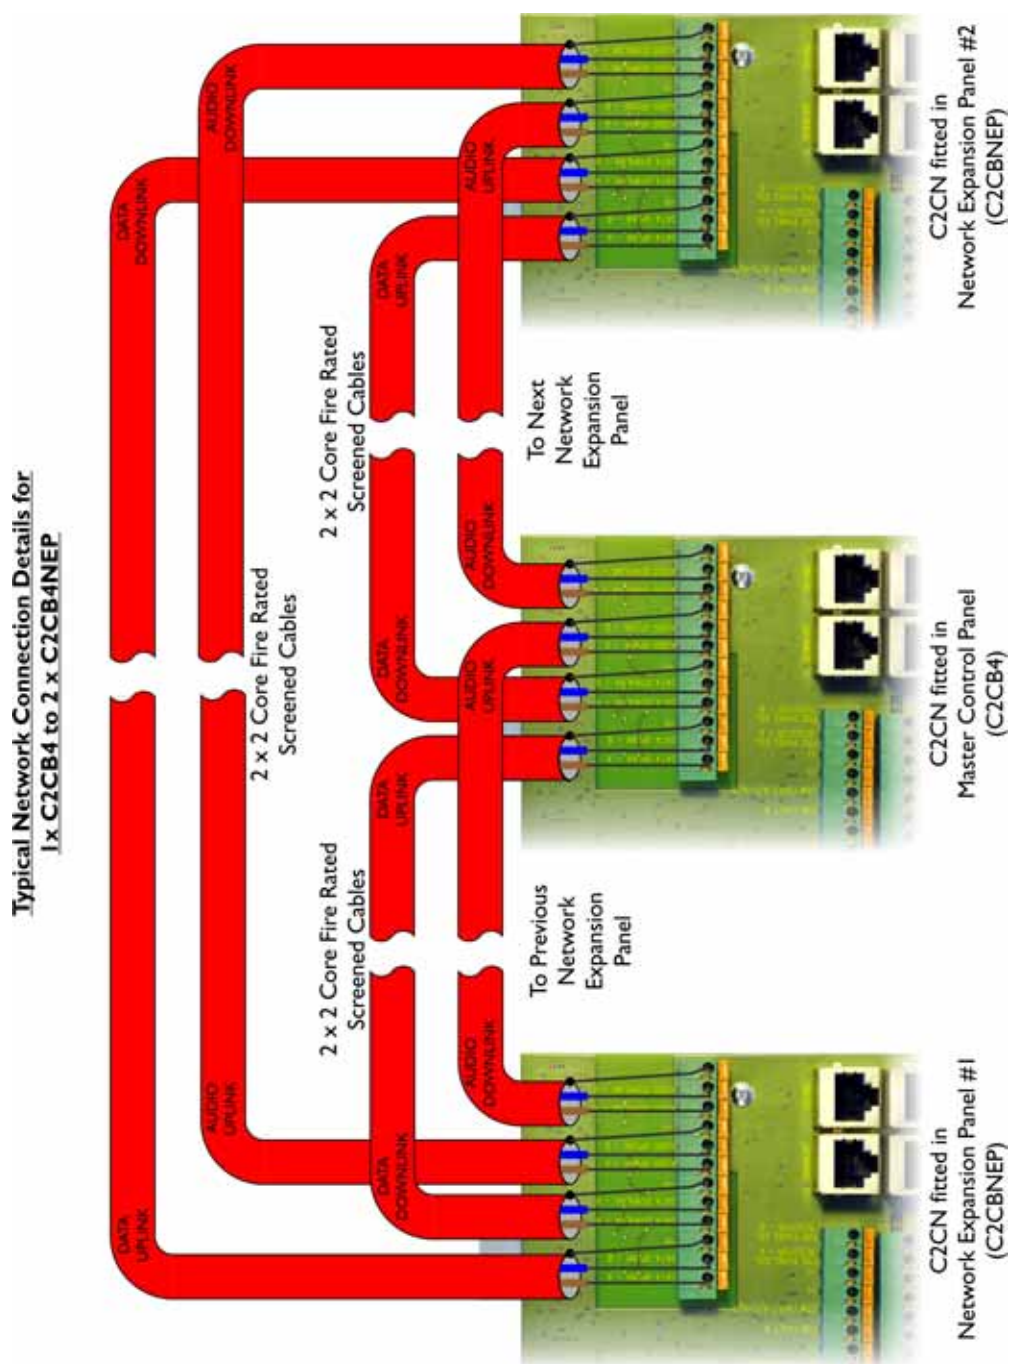 Typical Network Connection Details for
1x C2CB4 to 2 x C2CB4NEP
DATA
UPLINK
DATA
DOWNLINK
AUDIO
UPLINK
AUDIO
DOWNLINK
2 x 2 Core Fire Rated
Screened Cables
2 x 2 Core Fire Rated
Screened Cables
2 x 2 Core Fire Rated
Screened Cables
DATA
DOWNLINK
DATA
UPLINK
DATA
DOWNLINK
DATA
UPLINK
AUDIO
DOWNLINK
AUDIO
UPLINK
AUDIO
DOWNLINK
AUDIO
UPLINK
To Previous
Network
Expansion
Panel
To Next
Network
Expansion
Panel
C2CN fitted in
Network Expansion Panel #1
(C2CBNEP)
C2CN fitted in
Master Control Panel
(C2CB4)
C2CN fitted in
Network Expansion Panel #2
(C2CBNEP)